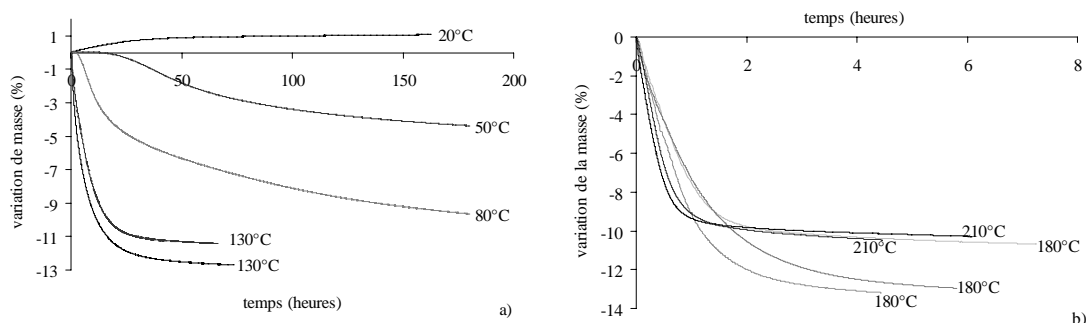 1
-1
-3
-5
-7
-9
-11
-13
0
50
100
150
200
20°C
50°C
80°C
130°C
130°C
variation de masse (%)
temps (heures)
a)
temps (heures)
0
-2
-4
-6
-8
-10
-12
-14
0
2
4
6
8
210°C
210°C
180°C
180°C
180°C
variation de la masse (%)
b)